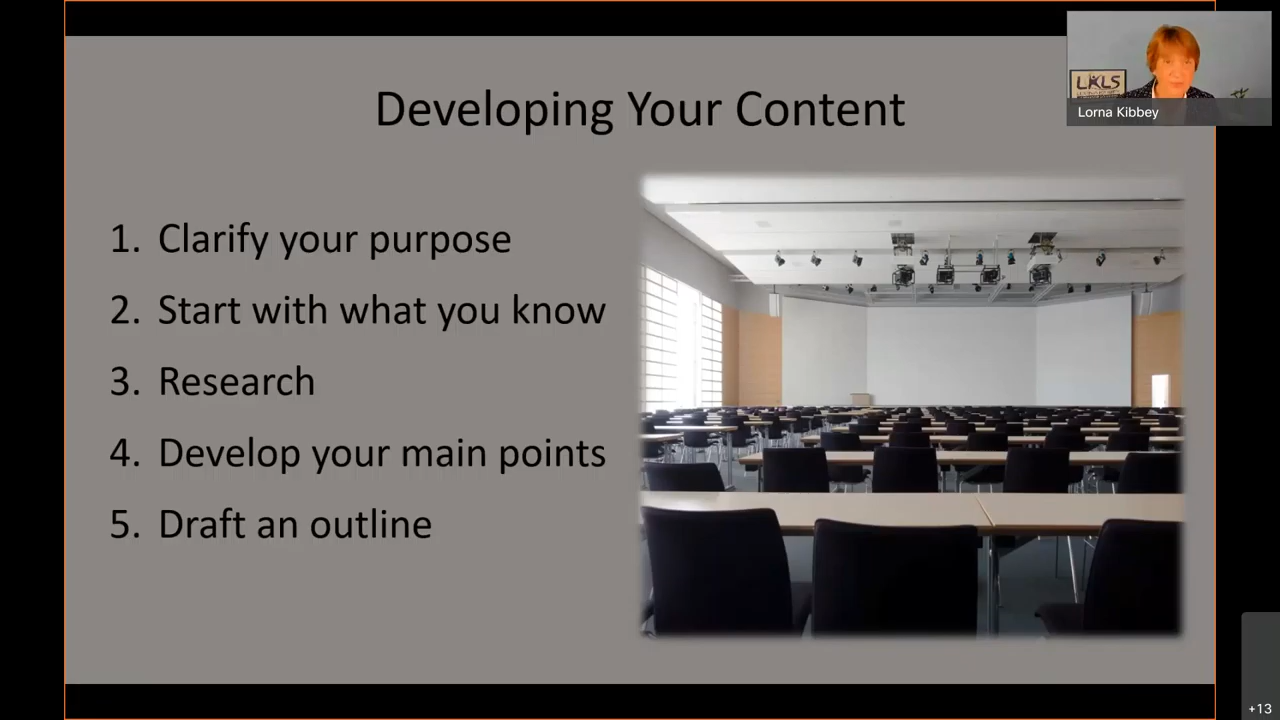 Developing Your Content
LKLS
Lorna Kibbey
1. Clarify your purpose
2. Start with what you know
3. Research
4. Develop your main points
5. Draft an outline
+13